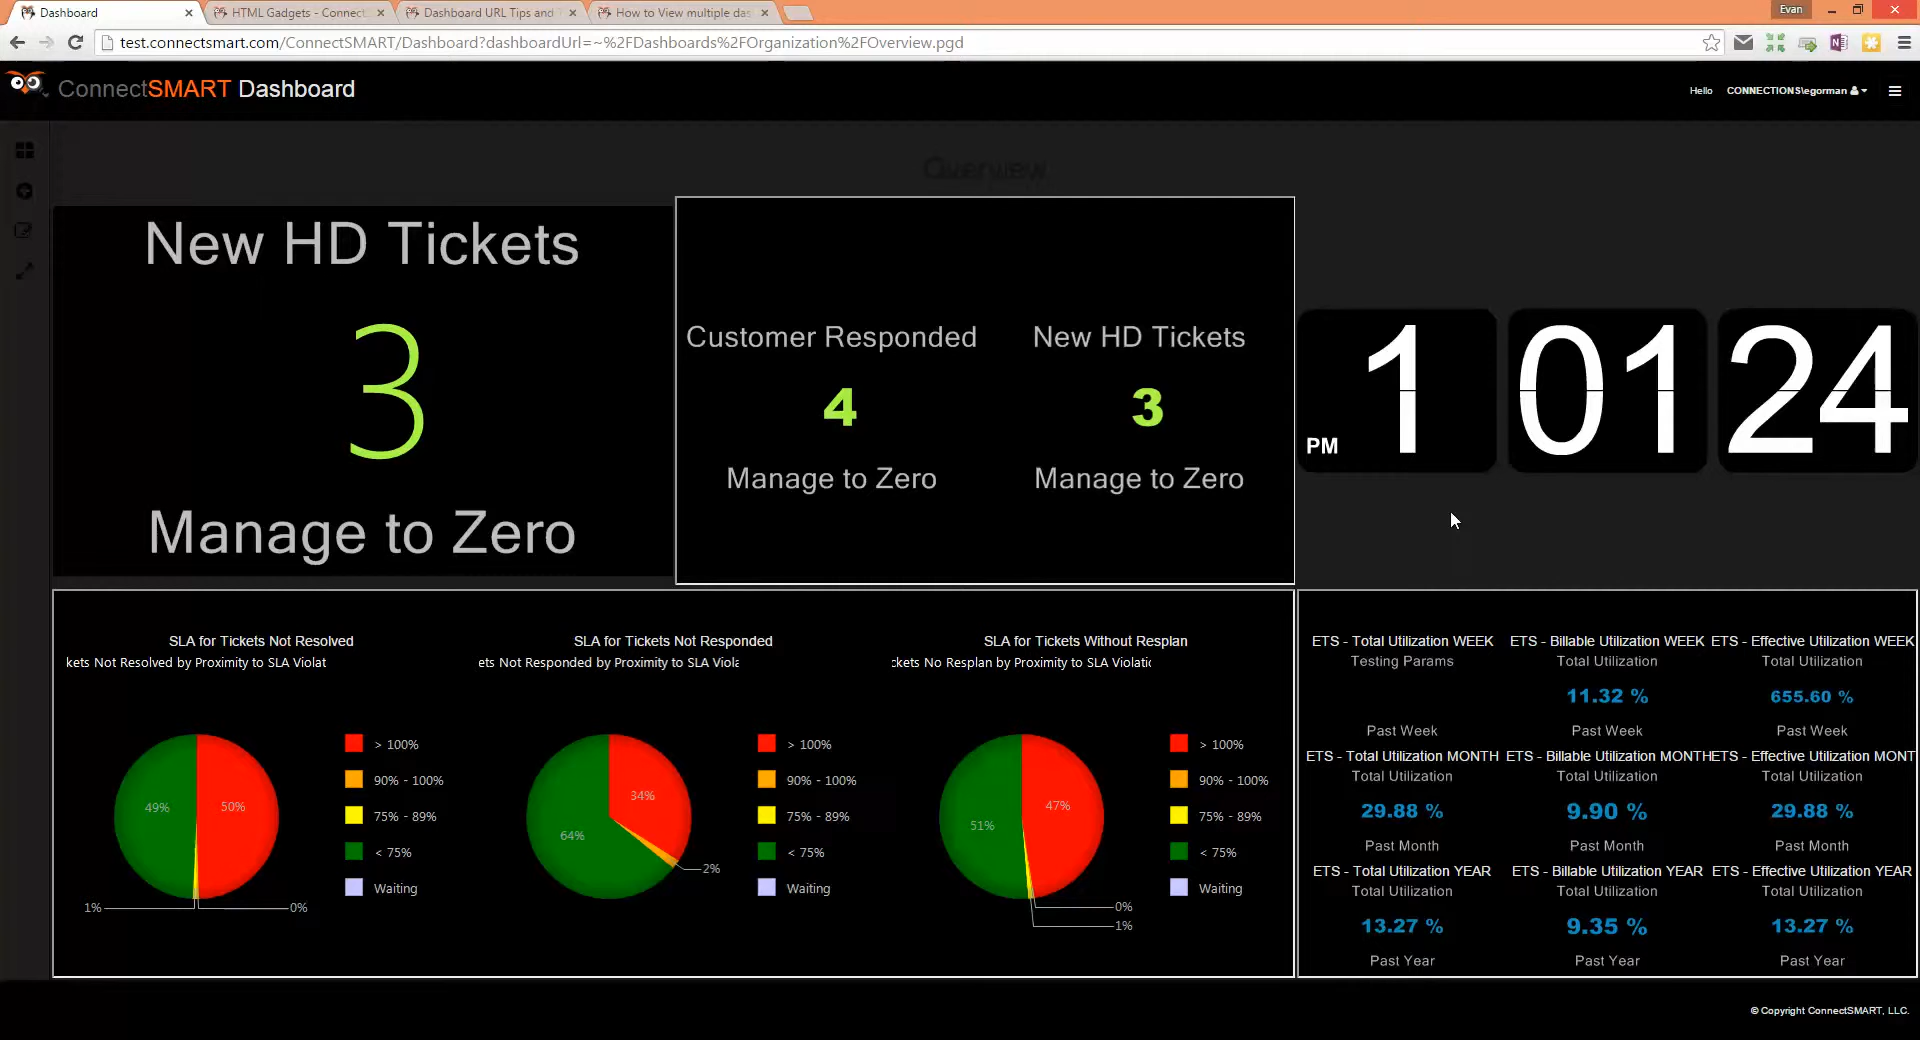 Dashboard
HTML Gadgets - Connect
Dashboard URL Tips and
How to View multiple das
Evan
test.connectsmart.com/ConnectSMART/Dashboard?dashboardUrl=~%2FDashboards%2FOrganization%2FOverview.pgd
ConnectSMART Dashboard
Hello CONNECTIONS\egorman
Overview
New HD Tickets
3
Manage to Zero
Customer Responded
4
Manage to Zero
New HD Tickets
3
Manage to Zero
PM 1 01 24
SLA for Tickets Not Resolved
kets Not Resolved by Proximity to SLA Violat
49%
50%
1%
0%
> 100%
90% - 100%
75% - 89%
< 75%
Waiting
SLA for Tickets Not Responded
ets Not Responded by Proximity to SLA Viola
34%
64%
2%
> 100%
90% - 100%
75% - 89%
< 75%
Waiting
SLA for Tickets Without Resplan
ckets No Resplan by Proximity to SLA Violatic
47%
51%
0%
1%
> 100%
90% - 100%
75% - 89%
< 75%
Waiting
ETS - Total Utilization WEEK
Testing Params
Past Week
ETS - Billable Utilization WEEK
Total Utilization
11.32 %
Past Week
ETS - Effective Utilization WEEK
Total Utilization
655.60 %
Past Week
ETS - Total Utilization MONTH
Total Utilization
29.88 %
Past Month
ETS - Billable Utilization MONTH
Total Utilization
9.90 %
Past Month
ETS - Effective Utilization MONT
Total Utilization
29.88 %
Past Month
ETS - Total Utilization YEAR
Total Utilization
13.27 %
Past Year
ETS - Billable Utilization YEAR
Total Utilization
9.35 %
Past Year
ETS - Effective Utilization YEAR
Total Utilization
13.27 %
Past Year
© Copyright ConnectSMART, LLC.